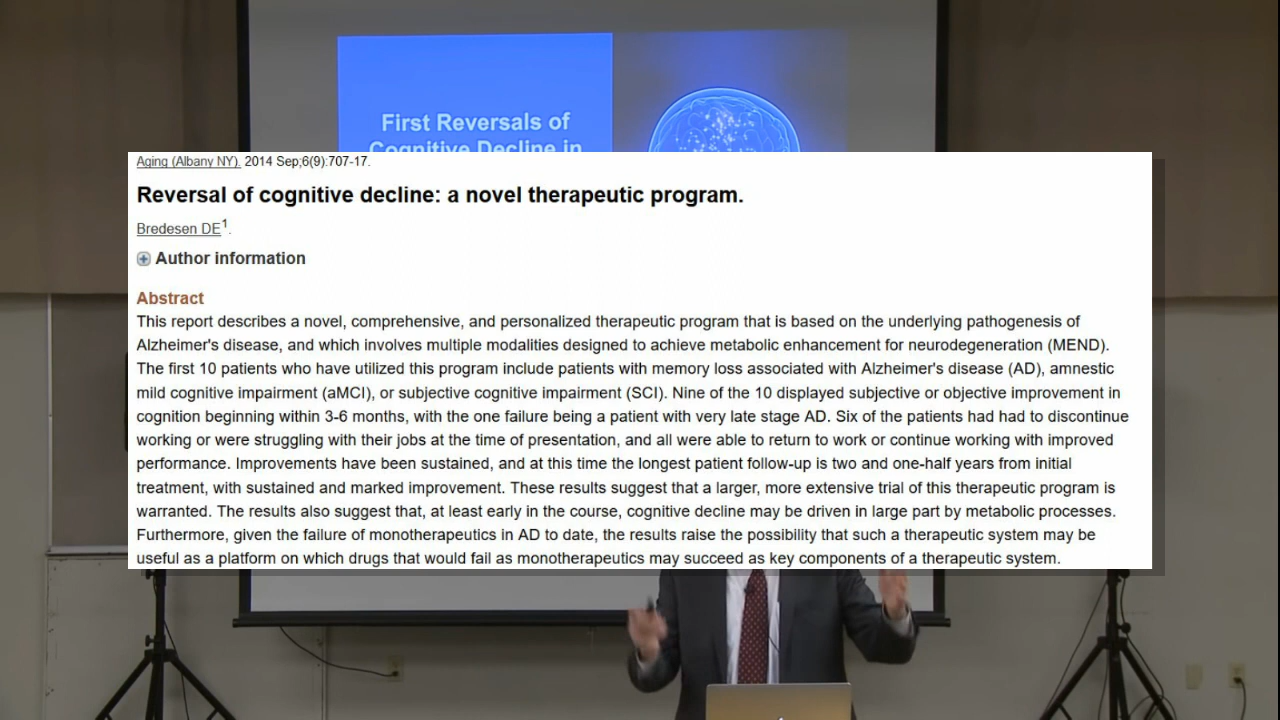 First Reversals of
Cognitive Decline in
Aging (Albany NY). 2014 Sep;6(9):707-17.
Reversal of cognitive decline: a novel therapeutic program.
Bredesen DE1.
Author information
Abstract
This report describes a novel, comprehensive, and personalized therapeutic program that is based on the underlying pathogenesis of
Alzheimer's disease, and which involves multiple modalities designed to achieve metabolic enhancement for neurodegeneration (MEND).
The first 10 patients who have utilized this program include patients with memory loss associated with Alzheimer's disease (AD), amnestic
mild cognitive impairment (aMCI), or subjective cognitive impairment (SCI). Nine of the 10 displayed subjective or objective improvement in
cognition beginning within 3-6 months, with the one failure being a patient with very late stage AD. Six of the patients had had to discontinue
working or were struggling with their jobs at the time of presentation, and all were able to return to work or continue working with improved
performance. Improvements have been sustained, and at this time the longest patient follow-up is two and one-half years from initial
treatment, with sustained and marked improvement. These results suggest that a larger, more extensive trial of this therapeutic program is
warranted. The results also suggest that, at least early in the course, cognitive decline may be driven in large part by metabolic processes.
Furthermore, given the failure of monotherapeutics in AD to date, the results raise the possibility that such a therapeutic system may be
useful as a platform on which drugs that would fail as monotherapeutics may succeed as key components of a therapeutic system.